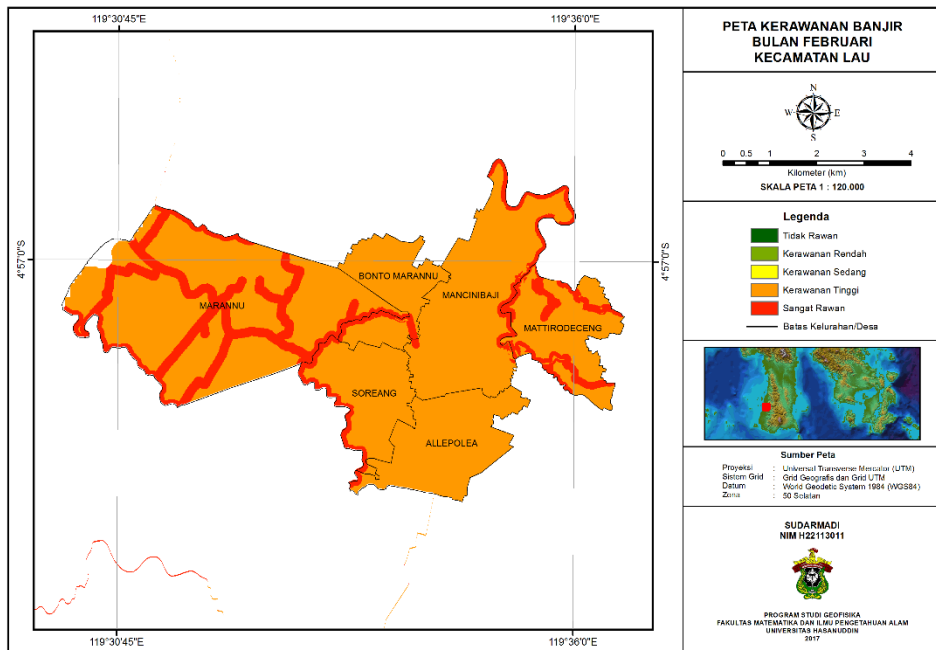 119°30'45"E
119°36'0"E
4°57'0"S
4°57'0"S
BONTO MARANNU
MARANNU
MANCINIBAJI
MATTIRODECENG
SOREANG
ALLEPOLEA
119°30'45"E
119°36'0"E
PETA KERAWANAN BANJIR
BULAN FEBRUARI
KECAMATAN LAU
N
W E
S
0 0.5 1 2 3 4
Kilometer (km)
SKALA PETA 1 : 120.000
Legenda
Tidak Rawan
Kerawanan Rendah
Kerawanan Sedang
Kerawanan Tinggi
Sangat Rawan
Batas Kelurahan/Desa
Sumber Peta
Proyeksi : Universal Transverse Mercator (UTM)
Sistem Grid : Grid Geografis dan Grid UTM
Datum : World Geodetic System 1984 (WGS84)
Zona : 50 Selatan
SUDARMADI
NIM H22113011
PROGRAM STUDI GEOFISIKA
FAKULTAS MATEMATIKA DAN ILMU PENGETAHUAN ALAM
UNIVERSITAS HASANUDDIN
2017